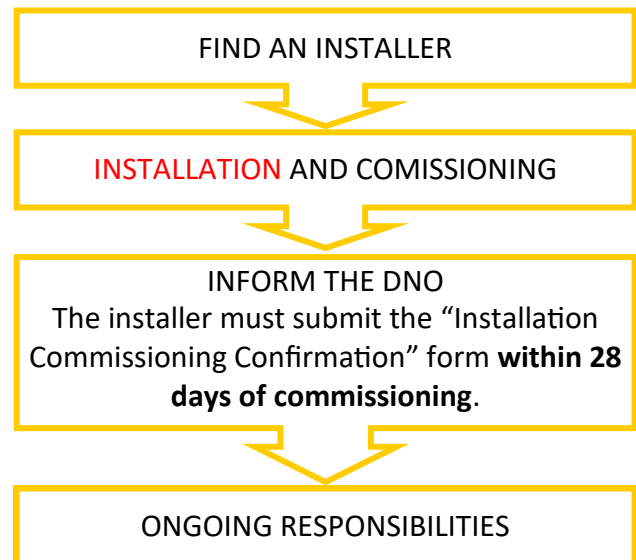 FIND AN INSTALLER
INSTALLATION AND COMISSIONING
INFORM THE DNO
The installer must submit the “Installation
Commissioning Confirmation” form within 28
days of commissioning.
ONGOING RESPONSIBILITIES